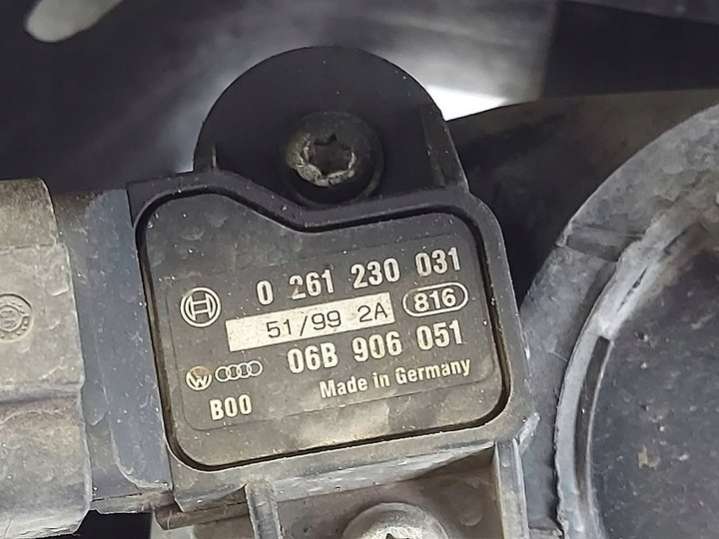 0 261 230 031
51/99 2A 816
06B 906 051
Made in Germany
B00